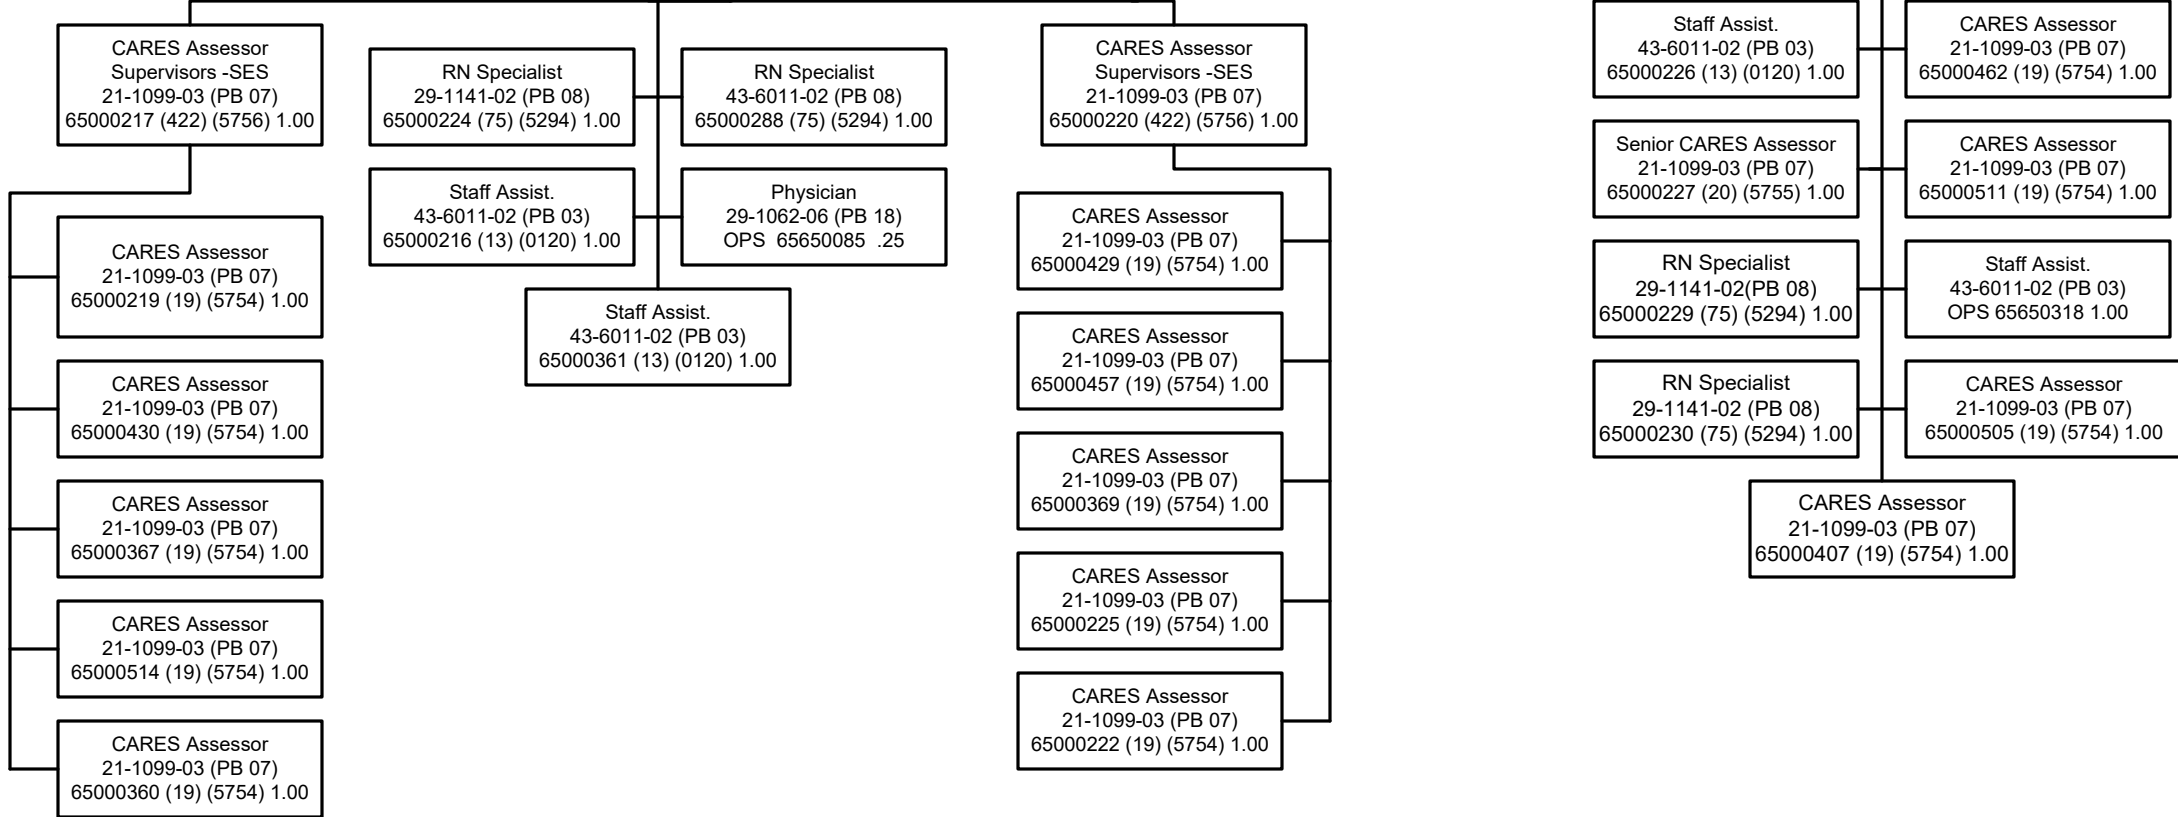 CARES Assessor
Supervisors -SES
21-1099-03 (PB 07)
65000217 (422) (5756) 1.00
CARES Assessor
21-1099-03 (PB 07)
65000219 (19) (5754) 1.00
CARES Assessor
21-1099-03 (PB 07)
65000430 (19) (5754) 1.00
CARES Assessor
21-1099-03 (PB 07)
65000367 (19) (5754) 1.00
CARES Assessor
21-1099-03 (PB 07)
65000514 (19) (5754) 1.00
CARES Assessor
21-1099-03 (PB 07)
65000360 (19) (5754) 1.00
RN Specialist
29-1141-02 (PB 08)
65000224 (75) (5294) 1.00
RN Specialist
43-6011-02 (PB 08)
65000288 (75) (5294) 1.00
Staff Assist.
43-6011-02 (PB 03)
65000216 (13) (0120) 1.00
Physician
29-1062-06 (PB 18)
OPS  65650085  .25
Staff Assist.
43-6011-02 (PB 03)
65000361 (13) (0120) 1.00
CARES Assessor
Supervisors -SES
21-1099-03 (PB 07)
65000220 (422) (5756) 1.00
CARES Assessor
21-1099-03 (PB 07)
65000429 (19) (5754) 1.00
CARES Assessor
21-1099-03 (PB 07)
65000457 (19) (5754) 1.00
CARES Assessor
21-1099-03 (PB 07)
65000369 (19) (5754) 1.00
CARES Assessor
21-1099-03 (PB 07)
65000225 (19) (5754) 1.00
CARES Assessor
21-1099-03 (PB 07)
65000222 (19) (5754) 1.00
Staff Assist.
43-6011-02 (PB 03)
65000226 (13) (0120) 1.00
CARES Assessor
21-1099-03 (PB 07)
65000462 (19) (5754) 1.00
Senior CARES Assessor
21-1099-03 (PB 07)
65000227 (20) (5755) 1.00
CARES Assessor
21-1099-03 (PB 07)
65000511 (19) (5754) 1.00
RN Specialist
29-1141-02(PB 08)
65000229 (75) (5294) 1.00
Staff Assist.
43-6011-02 (PB 03)
OPS 65650318 1.00
RN Specialist
29-1141-02 (PB 08)
65000230 (75) (5294) 1.00
CARES Assessor
21-1099-03 (PB 07)
65000505 (19) (5754) 1.00
CARES Assessor
21-1099-03 (PB 07)
65000407 (19) (5754) 1.00